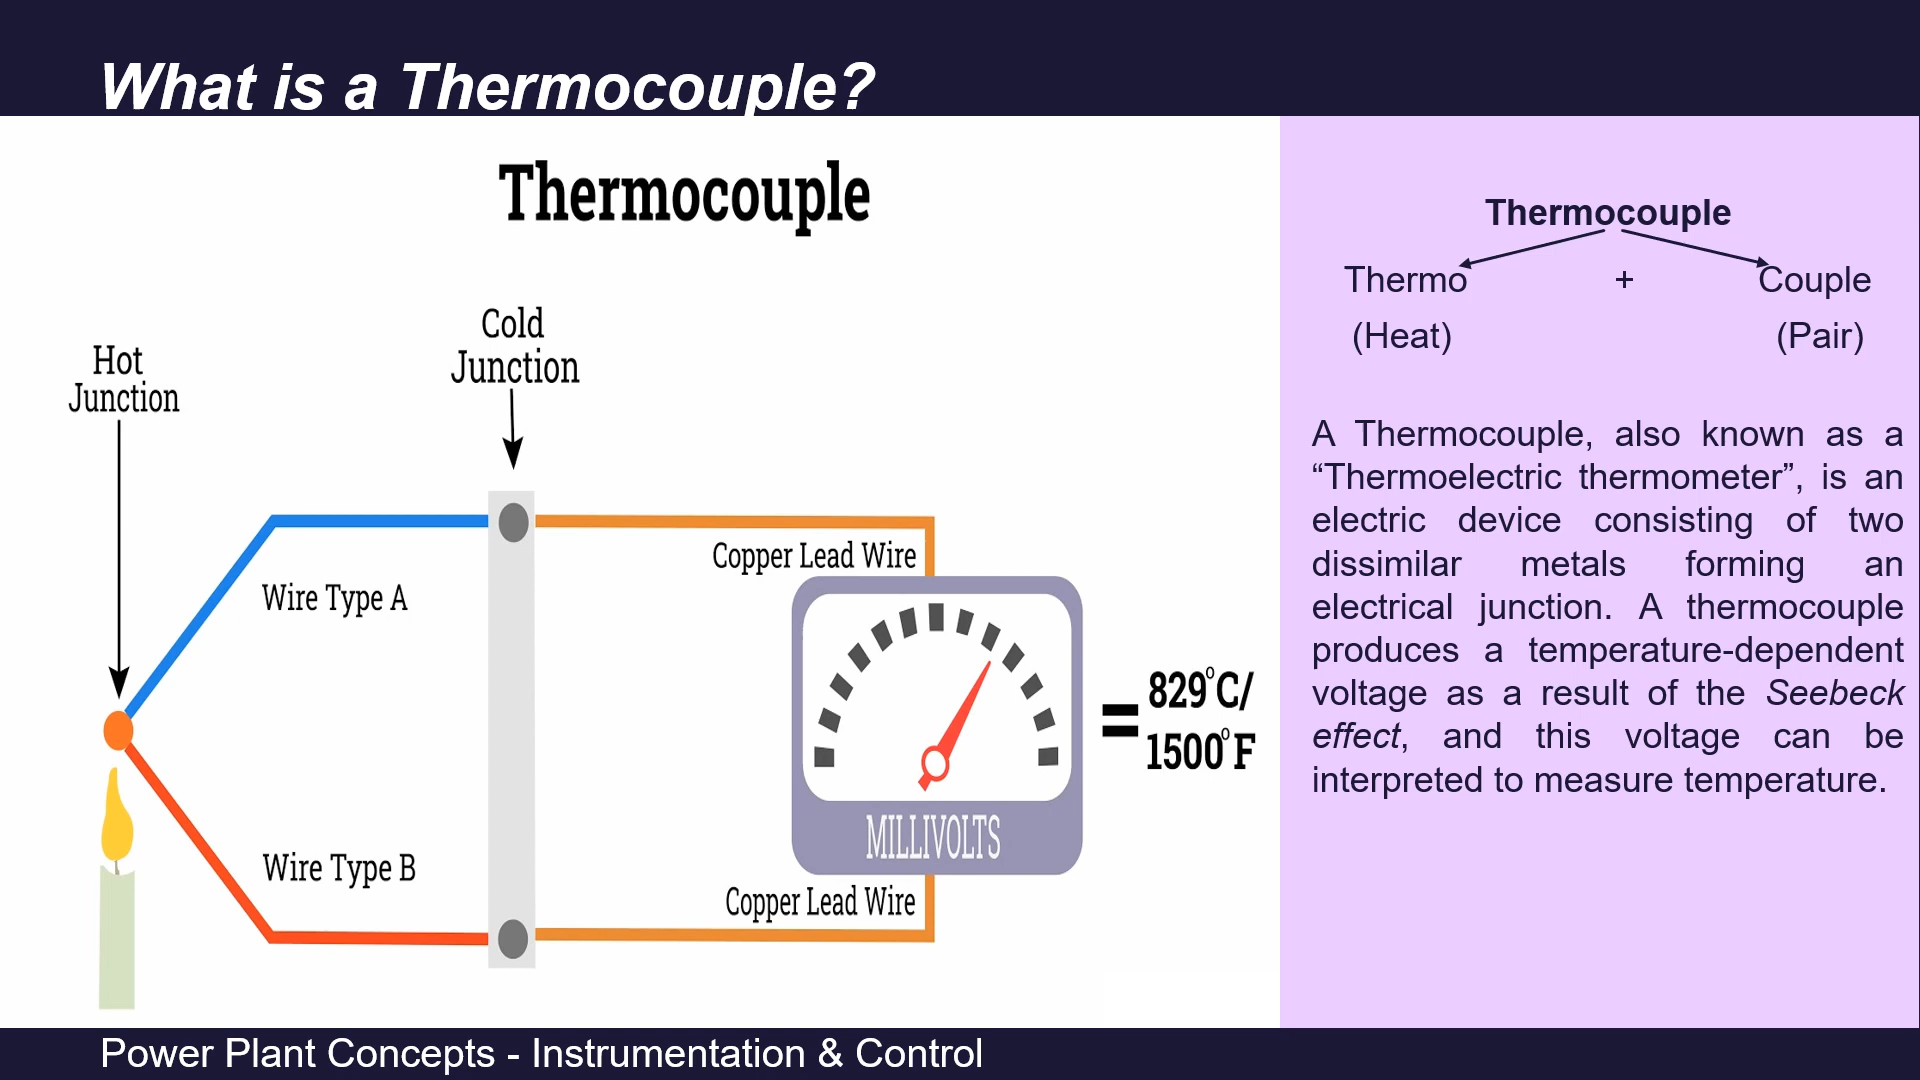 What is a Thermocouple?
Thermocouple
Cold
Junction
Hot
Junction
Wire Type A
Wire Type B
Copper Lead Wire
MILLIVOLTS
Copper Lead Wire
= 829°C/
1500°F
Thermocouple
Thermo + Couple
(Heat) (Pair)
A Thermocouple, also known as a
“Thermoelectric thermometer”, is an
electric device consisting of two
dissimilar metals forming an
electrical junction. A thermocouple
produces a temperature-dependent
voltage as a result of the Seebeck
effect, and this voltage can be
interpreted to measure temperature.
Power Plant Concepts - Instrumentation & Control